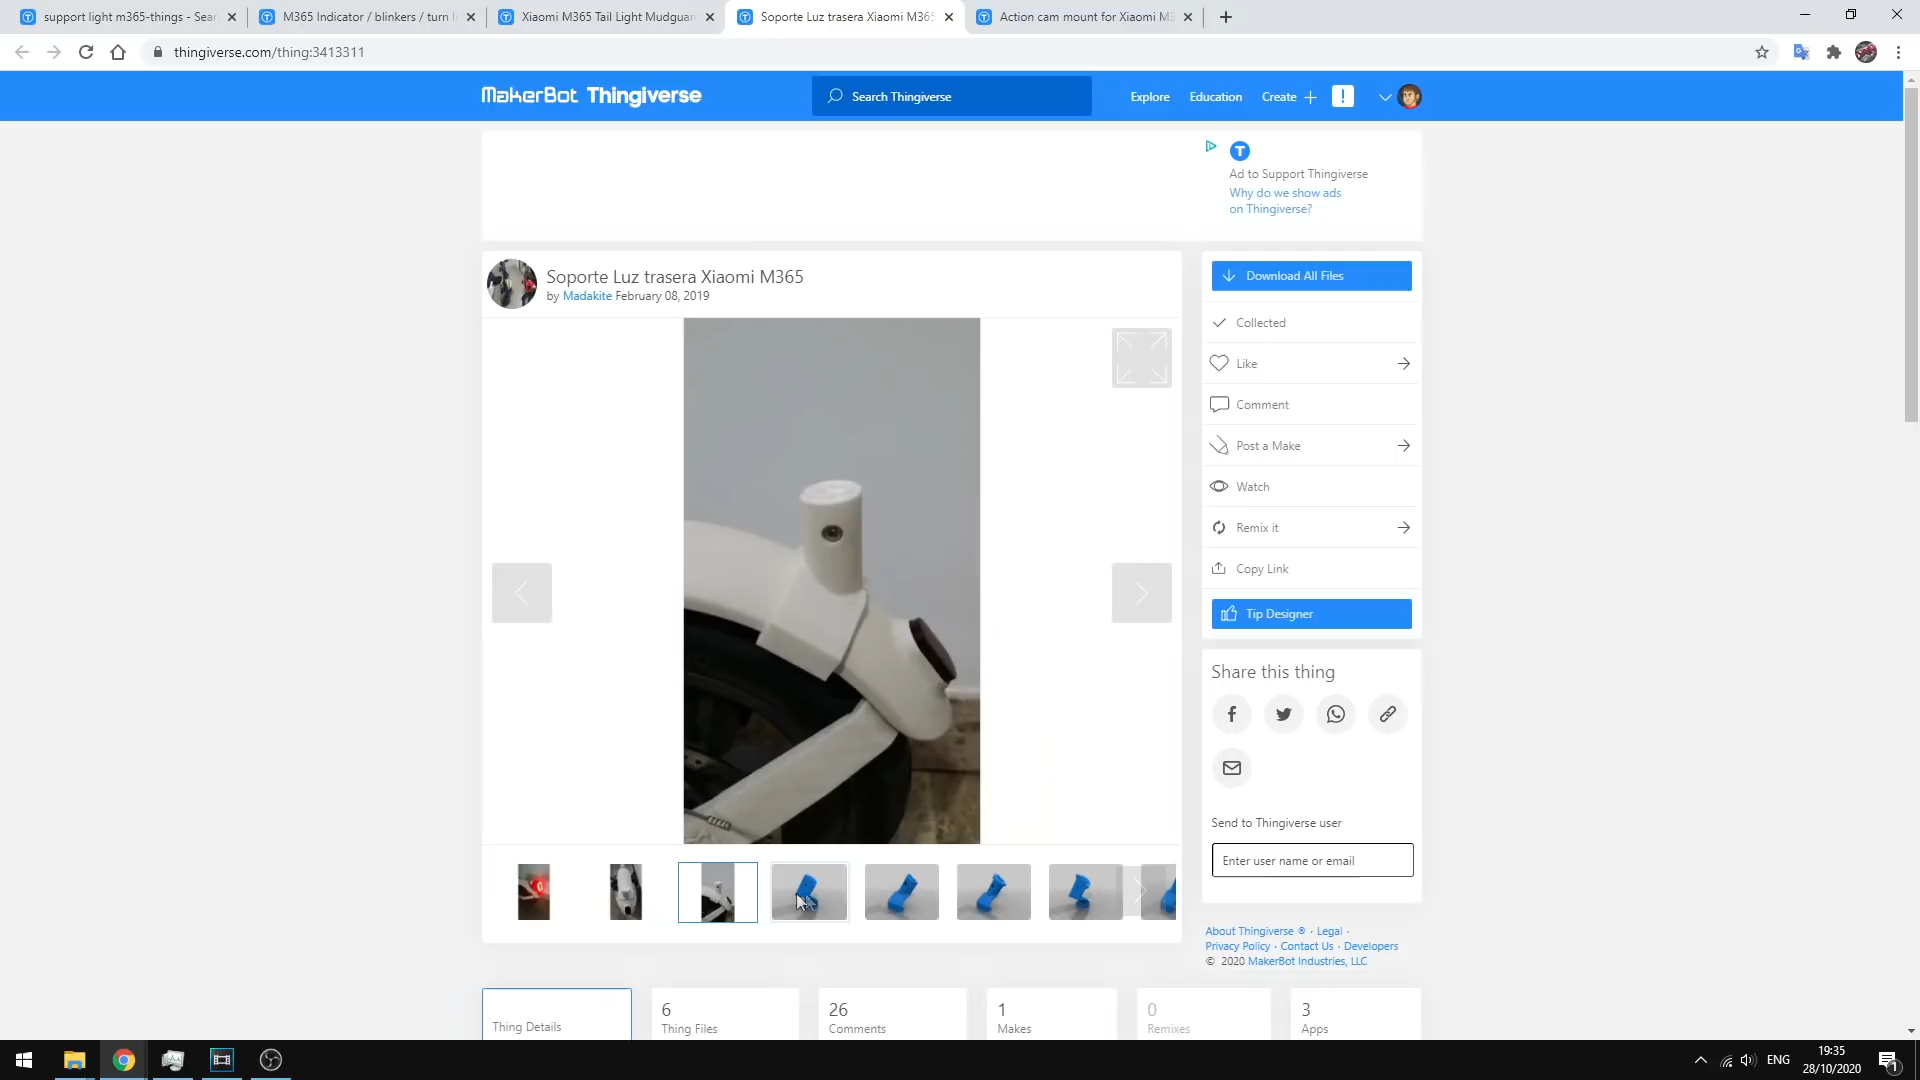 support light m365-things - Sear
M365 Indicator / blinkers / turn li
Xiaomi M365 Tail Light Mudguar
Soporte Luz trasera Xiaomi M365
Action cam mount for Xiaomi M3
thingiverse.com/thing:3413311
MakerBot Thingiverse
Search Thingiverse
Explore
Education
Create
Ad to Support Thingiverse
Why do we show ads
on Thingiverse?
Soporte Luz trasera Xiaomi M365
by Madakite February 08, 2019
Download All Files
Collected
Like
Comment
Post a Make
Watch
Remix it
Copy Link
Tip Designer
Share this thing
Send to Thingiverse user
Enter user name or email
About Thingiverse ® · Legal ·
Privacy Policy · Contact Us · Developers
© 2020 MakerBot Industries, LLC
Thing Details
6
Thing Files
26
Comments
1
Makes
0
Remixes
3
Apps
ENG
19:35
28/10/2020
1